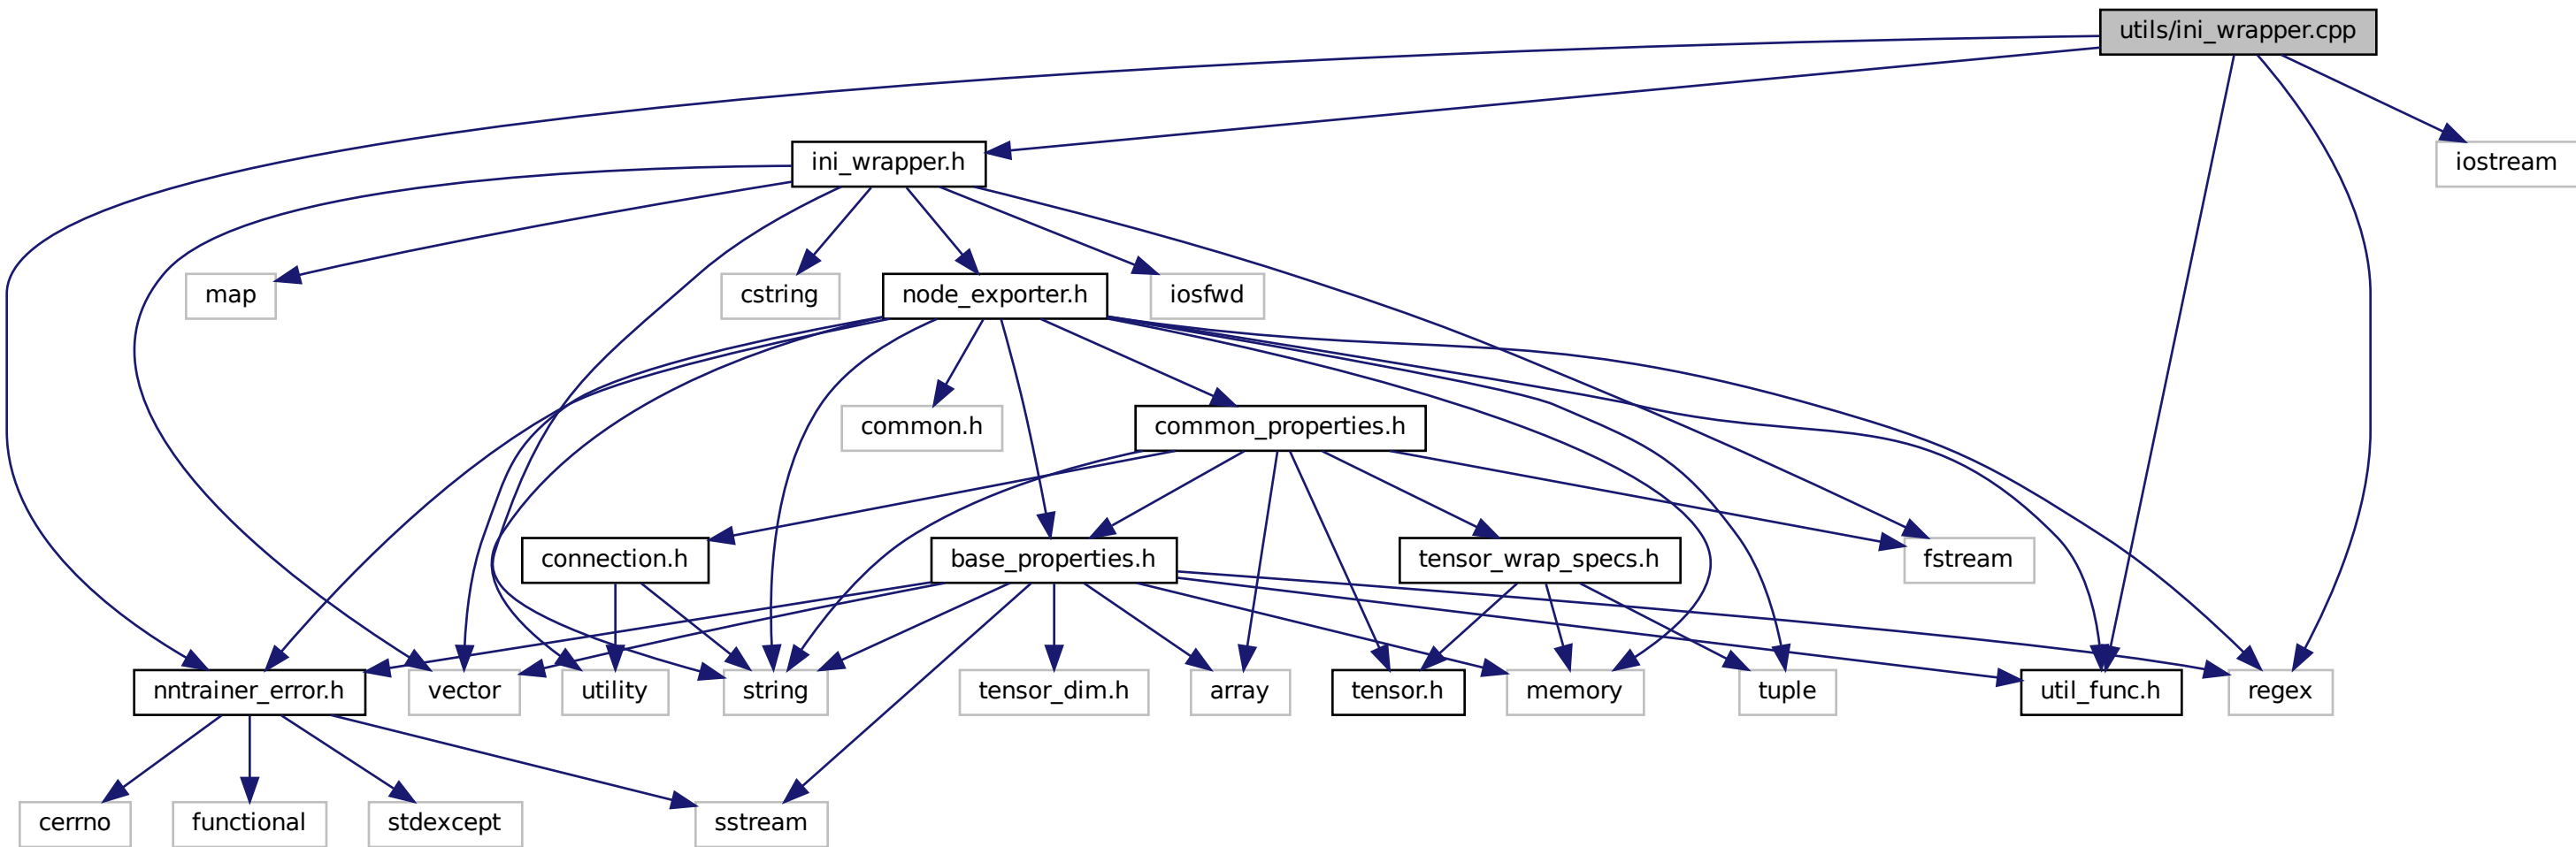 utils/ini_wrapper.cpp
ini_wrapper.h
iostream
map
cstring
node_exporter.h
iosfwd
common.h
common_properties.h
connection.h
base_properties.h
tensor_wrap_specs.h
fstream
nntrainer_error.h
vector
utility
string
tensor_dim.h
array
tensor.h
memory
tuple
util_func.h
regex
cerrno
functional
stdexcept
sstream